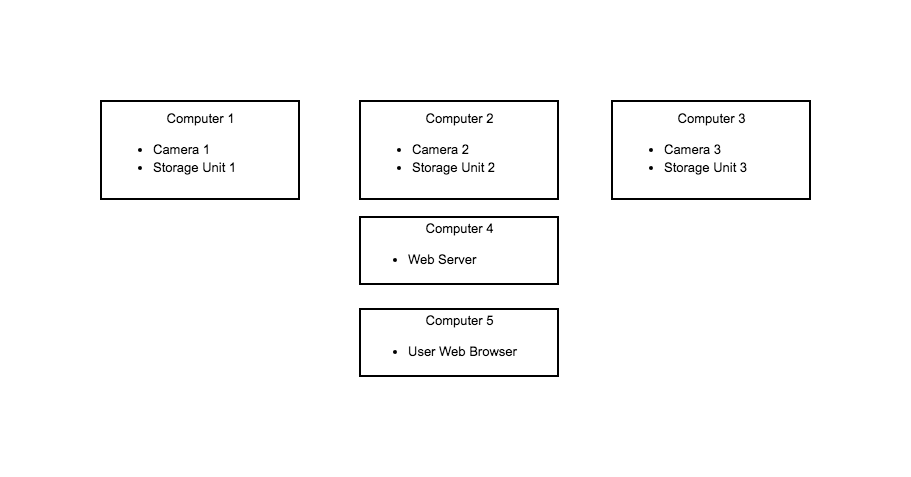 Computer 1
• Camera 1
• Storage Unit 1
Computer 2
• Camera 2
• Storage Unit 2
Computer 3
• Camera 3
• Storage Unit 3
Computer 4
• Web Server
Computer 5
• User Web Browser